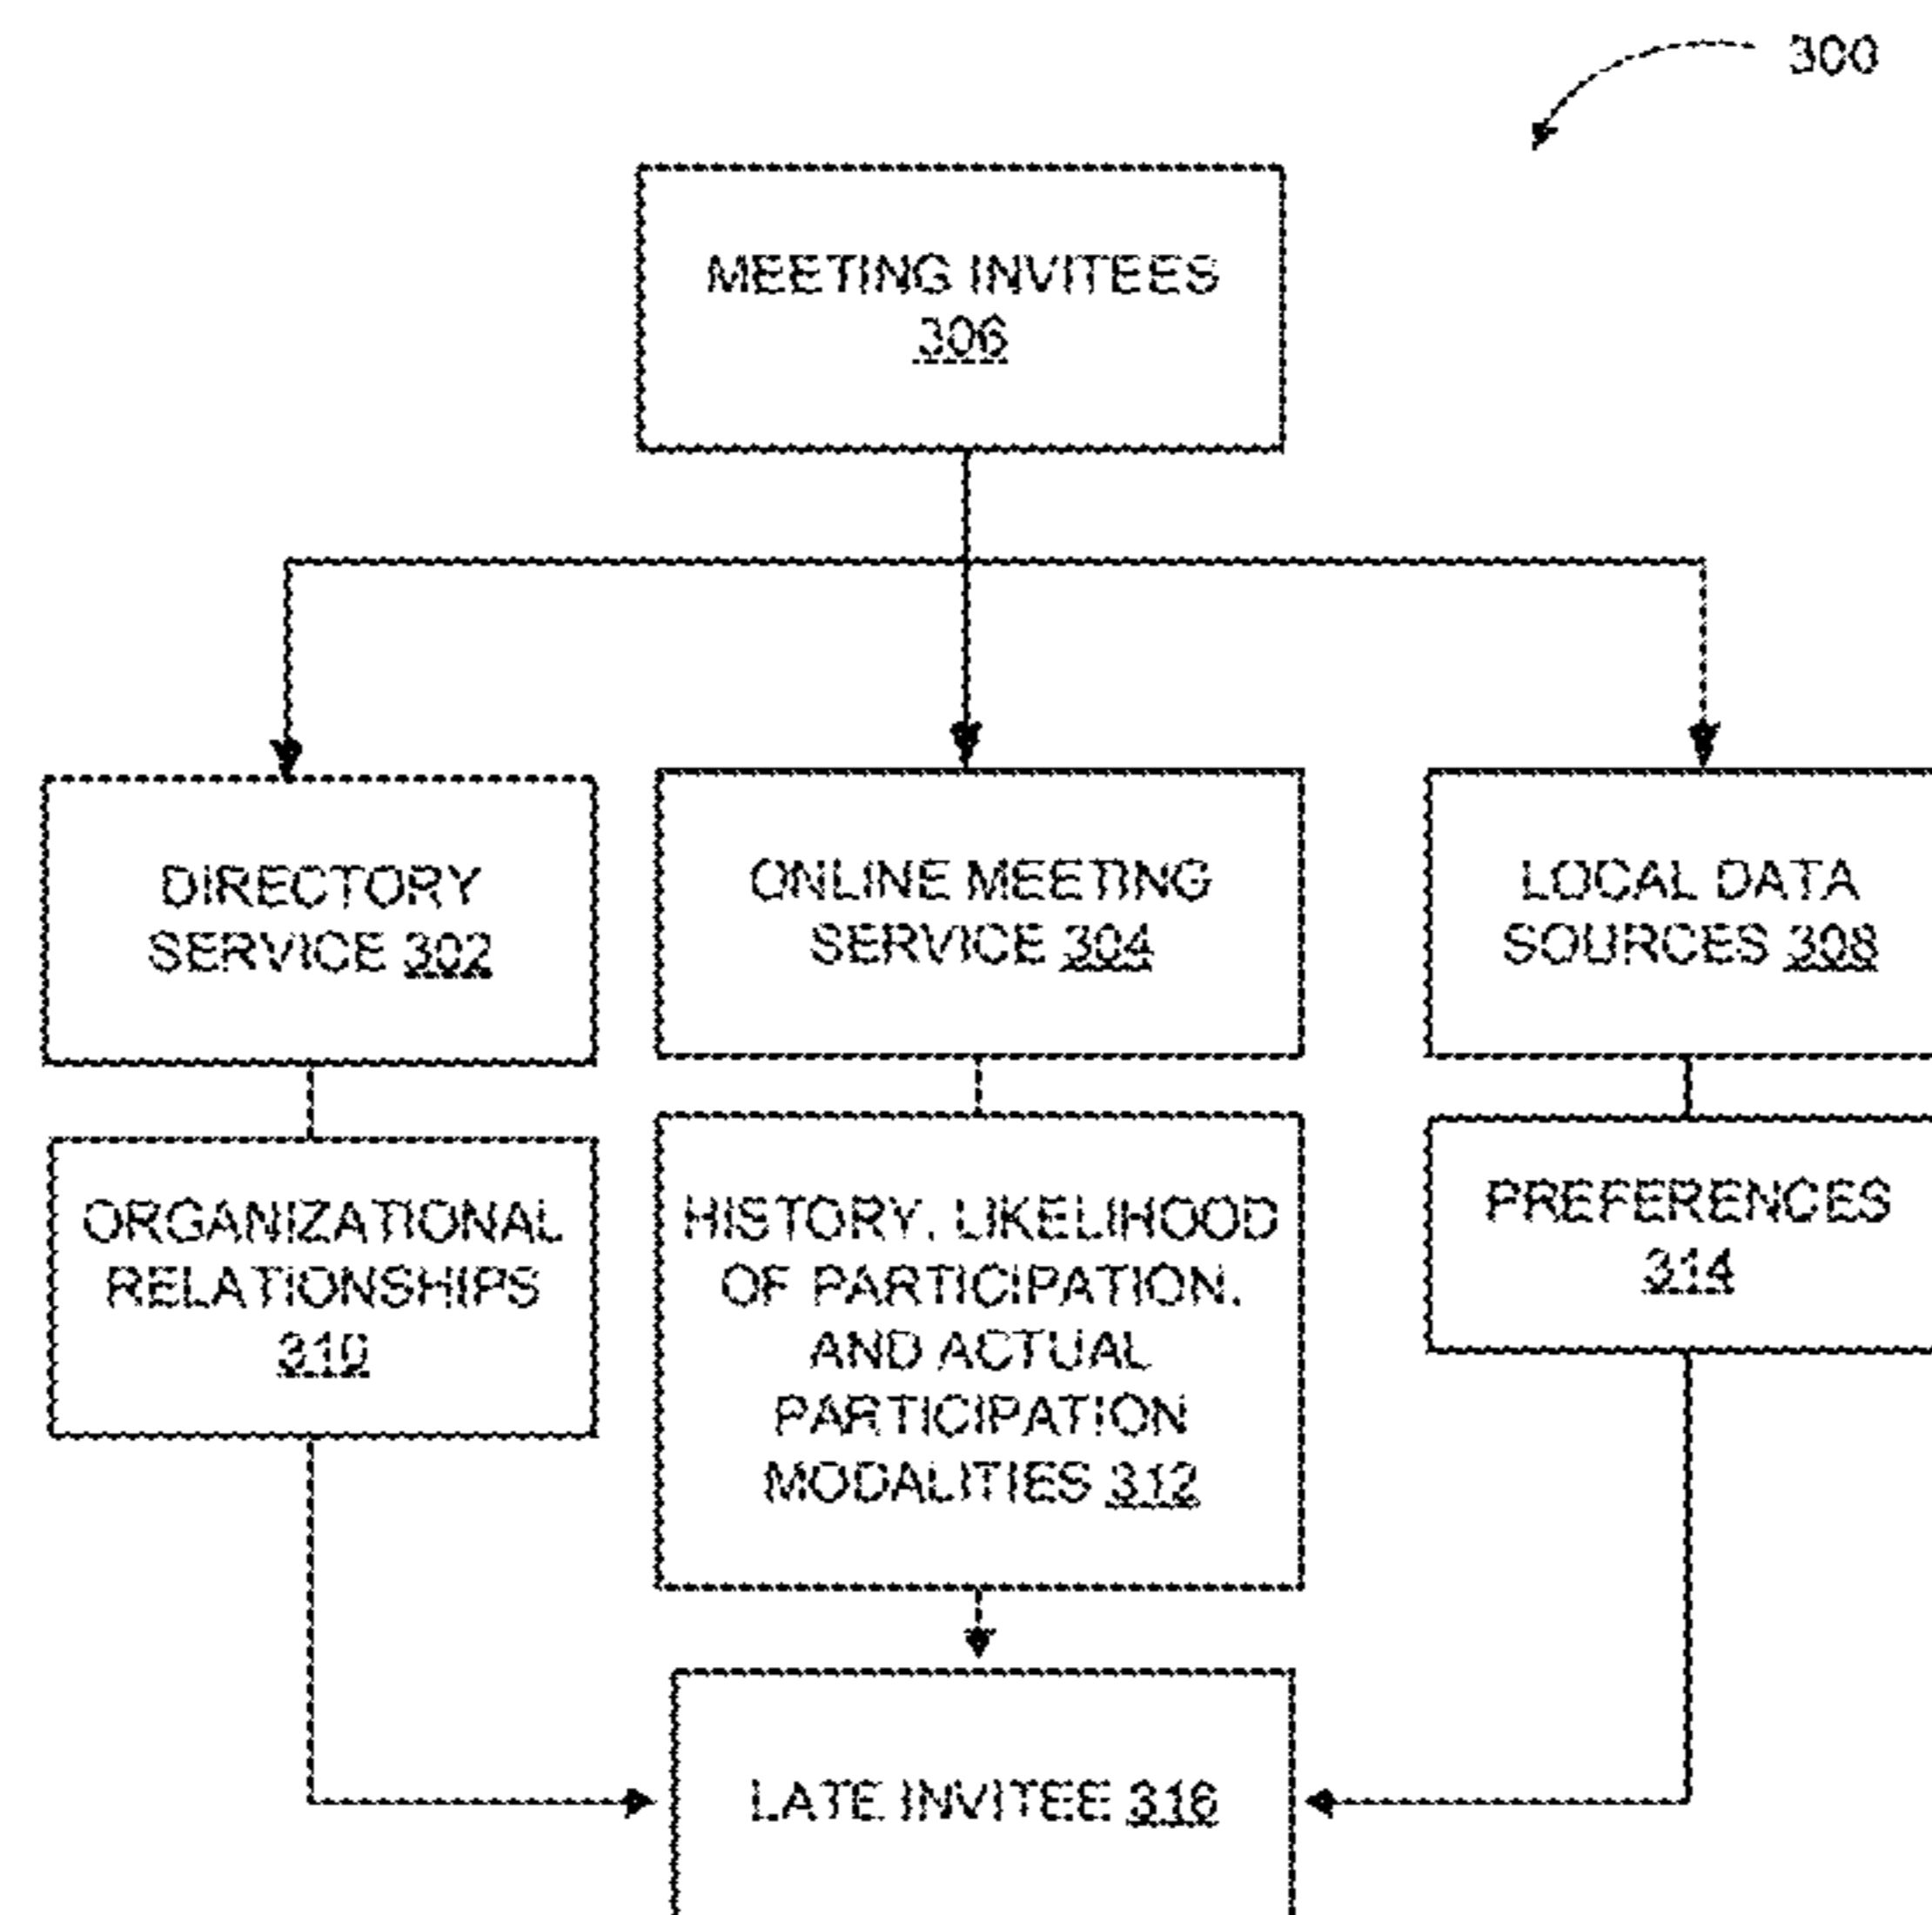 300
MEETING INVITEES
306
DIRECTORY
SERVICE 302
ONLINE MEETING
SERVICE 304
LOCAL DATA
SOURCES 308
ORGANIZATIONAL
RELATIONSHIPS
310
HISTORY, LIKELIHOOD
OF PARTICIPATION,
AND ACTUAL
PARTICIPATION
MODALITIES 312
PREFERENCES
314
LATE INVITEE 316